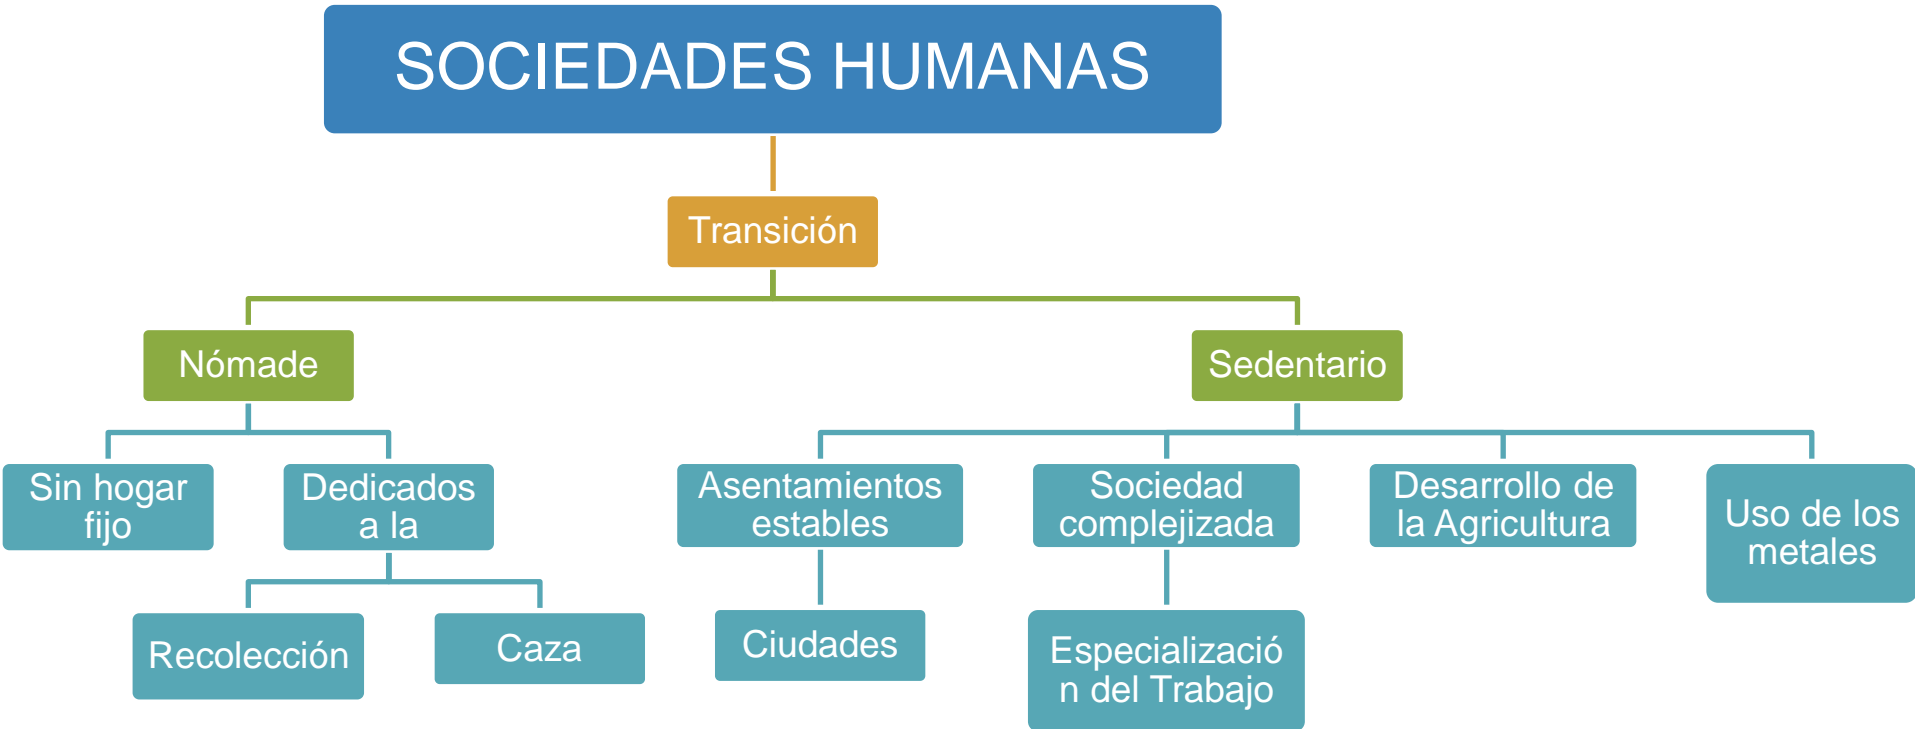 SOCIEDADES HUMANAS
Transición
Nómade
Sedentario
Sin hogar
fijo
Dedicados
a la
Asentamientos
estables
Sociedad
complejizada
Desarrollo de
la Agricultura
Uso de los
metales
Recolección
Caza
Ciudades
Especializació
n del Trabajo